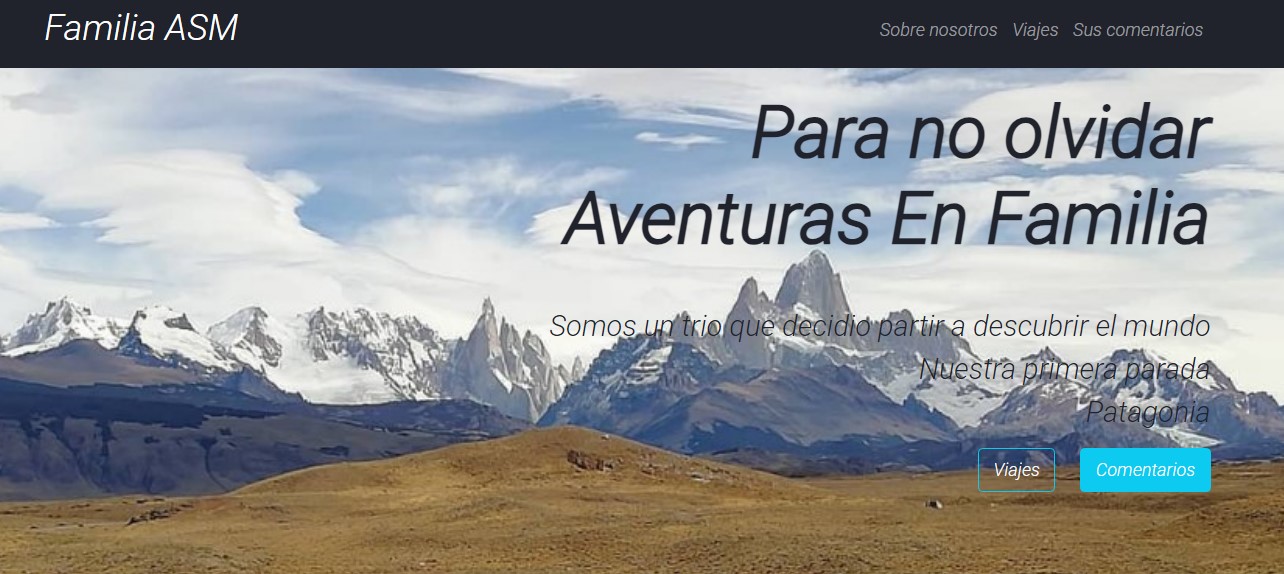 Familia ASM
Sobre nosotros Viajes Sus comentarios
Para no olvidar
Aventuras En Familia
Somos un trio que decidio partir a descubrir el mundo
Nuestra primera parada
Patagonia
Viajes Comentarios